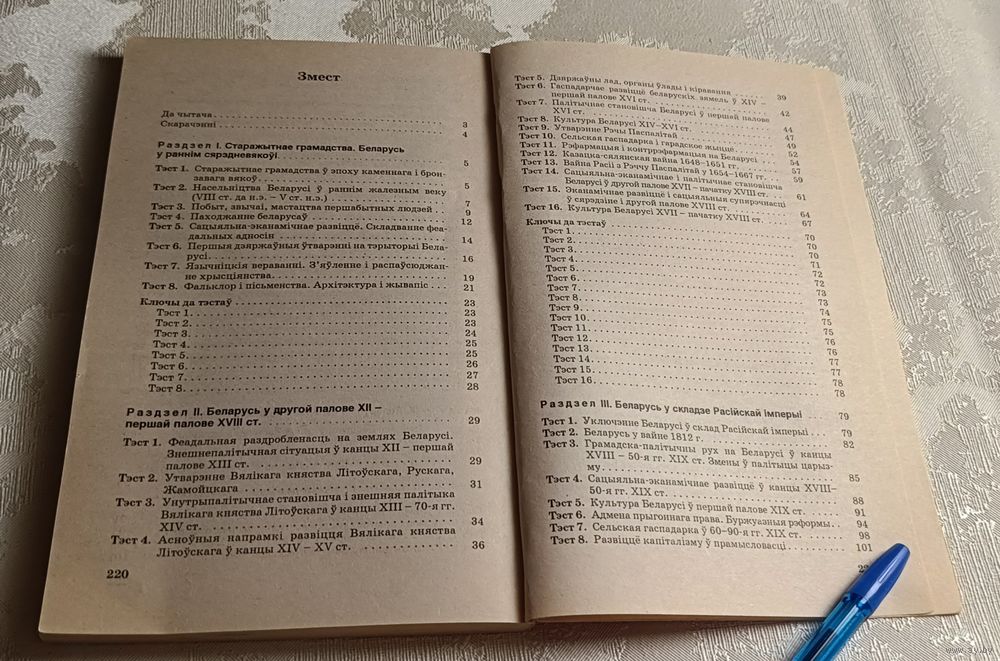 Змест
Да чытача 3
Скарачэнні 4
Раздзел I. Старажытнае грамадства. Беларусь
у раннім сярэдневякоўі 5
Тэст 1. Старажытнае грамадства ў эпоху каменнага і брон-
завага вякоў 5
Тэст 2. Насельніцтва Беларусі ў раннім жалезным веку
(VIII ст. да н.э. – V ст. н.э.) 7
Тэст 3. Побыт, звычаі, мастацтва першабытных людзей 9
Тэст 4. Паходжанне беларусаў 12
Тэст 5. Сацыяльна-эканамічнае развіццё. Складванне феа-
дальных адносін 14
Тэст 6. Першыя дзяржаўныя ўтварэнні на тэрыторыі Бела-
русі 16
Тэст 7. Язычніцкія вераванні. З'яўленне і распаўсюджан-
не хрысціянства 19
Тэст 8. Фальклор і пісьменства. Архітэктура і жывапіс 21
Ключы да тэстаў 23
Тэст 1 23
Тэст 2 23
Тэст 3 24
Тэст 4 25
Тэст 5 25
Тэст 6 26
Тэст 7 27
Тэст 8 28
Раздзел II. Беларусь у другой палове XII –
першай палове XVIII ст. 29
Тэст 1. Феадальная раздробленасць на землях Беларусі.
Знешнепалітычная сітуацыя ў канцы XII – першай
палове XIII ст. 29
Тэст 2. Утварэнне Вялікага княства Літоўскага, Рускага,
Жамойцкага 31
Тэст 3. Унутрыпалітычнае становішча і знешняя палітыка
Вялікага княства Літоўскага ў канцы XIII – 70-я гг.
XIV ст. 34
Тэст 4. Асноўныя напрамкі развіцця Вялікага княства
Літоўскага ў канцы XIV – XV ст. 36
220
Тэст 5. Дзяржаўны лад, органы ўлады і кіравання 39
Тэст 6. Гаспадарчае развіццё беларускіх зямель ў XIV –
першай палове XVI ст. 42
Тэст 7. Палітычнае становішча Беларусі ў першай палове
XVI ст. 44
Тэст 8. Культура Беларусі XIV–XVI ст. 47
Тэст 9. Утварэнне Рэчы Паспалітай 49
Тэст 10. Сельская гаспадарка і гарадское жыццё 52
Тэст 11. Рэфармацыя і контррэфармацыя на Беларусі 54
Тэст 12. Казацка-сялянская вайна 1648–1651 гг. 57
Тэст 13. Вайна Расіі з Рэччу Паспалітай у 1654–1667 гг. 59
Тэст 14. Сацыяльна-эканамічнае і палітычнае становішча
Беларусі ў другой палове XVII – пачатку XVIII ст. 61
Тэст 15. Эканамічнае развіццё і сацыяльныя супярэчнасці
ў сярэдзіне і другой палове XVIII ст. 64
Тэст 16. Культура Беларусі XVII – пачатку XVIII ст. 67
Ключы да тэстаў 70
Тэст 1 70
Тэст 2 70
Тэст 3 71
Тэст 4 72
Тэст 5 72
Тэст 6 73
Тэст 7 73
Тэст 8 74
Тэст 9 75
Тэст 10 75
Тэст 11 76
Тэст 12 76
Тэст 13 77
Тэст 14 77
Тэст 15 78
Тэст 16 78
Раздзел III. Беларусь у складзе Расійскай імперыі 79
Тэст 1. Уключэнне Беларусі ў склад Расійскай імперыі 79
Тэст 2. Беларусь у вайне 1812 г. 82
Тэст 3. Грамадска-палітычны рух на Беларусі ў канцы
XVIII – 50-я гг. XIX ст. Змены ў палітыцы царыз-
му 85
Тэст 4. Сацыяльна-эканамічнае развіццё ў канцы XVIII–
50-я гг. XIX ст. 88
Тэст 5. Культура Беларусі ў першай палове XIX ст. 91
Тэст 6. Адмена прыгоннага права. Буржуазныя рэформы 94
Тэст 7. Сельская гаспадарка ў 60–90-я гг. XIX ст. 98
Тэст 8. Развіццё капіталізму ў прамысловасці 101